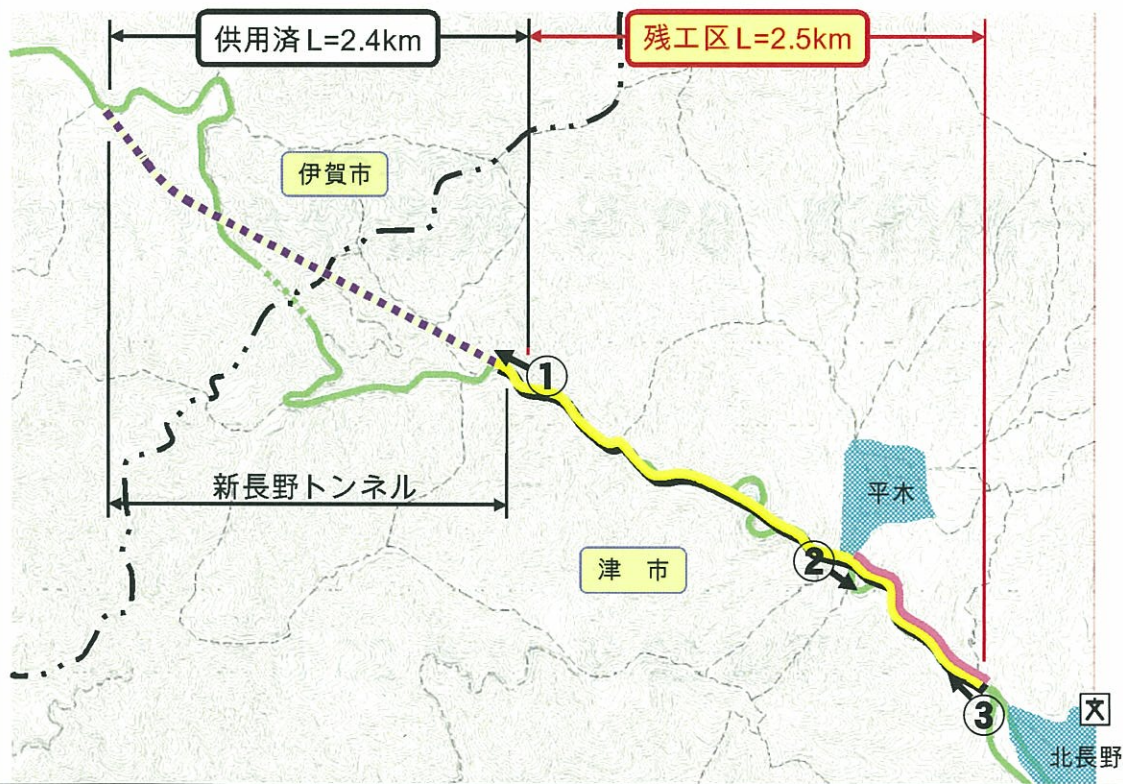 供用済L=2.4km
残工区L=2.5km
伊賀市
①
新長野トンネル
平木
②
津 市
③
文
北長野